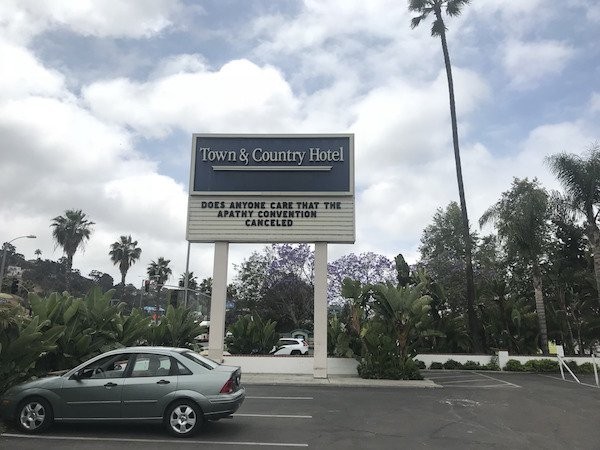 Town & Country Hotel
DOES ANYONE CARE THAT THE
APATHY CONVENTION
CANCELED